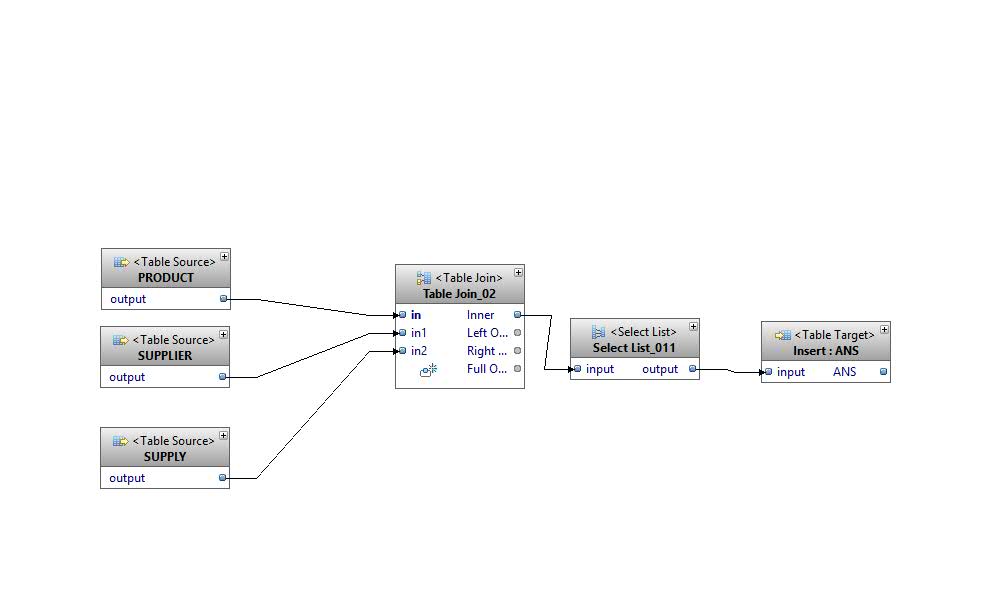 <Table Source>
PRODUCT
output
<Table Source>
SUPPLIER
output
<Table Source>
SUPPLY
output
<Table Join>
Table Join_02
in Inner
in1 Left O...
in2 Right ...
Full O...
<Select List>
Select List_011
input output
<Table Target>
Insert : ANS
input ANS